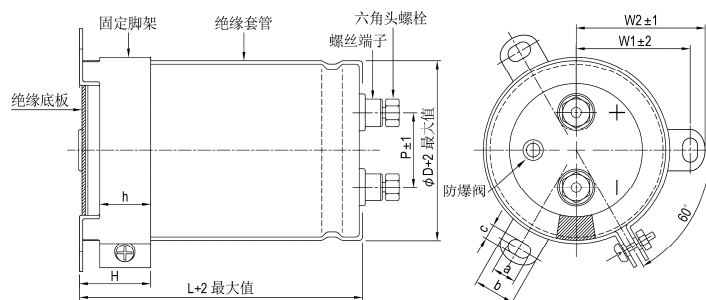 固定脚架
绝缘套管
六角头螺栓
螺丝端子
绝缘底板
h
H
L+2 最大值
P±1
φD+2 最大值
W2±1
W1±2
+
−
防爆阀
60°
c
a
b